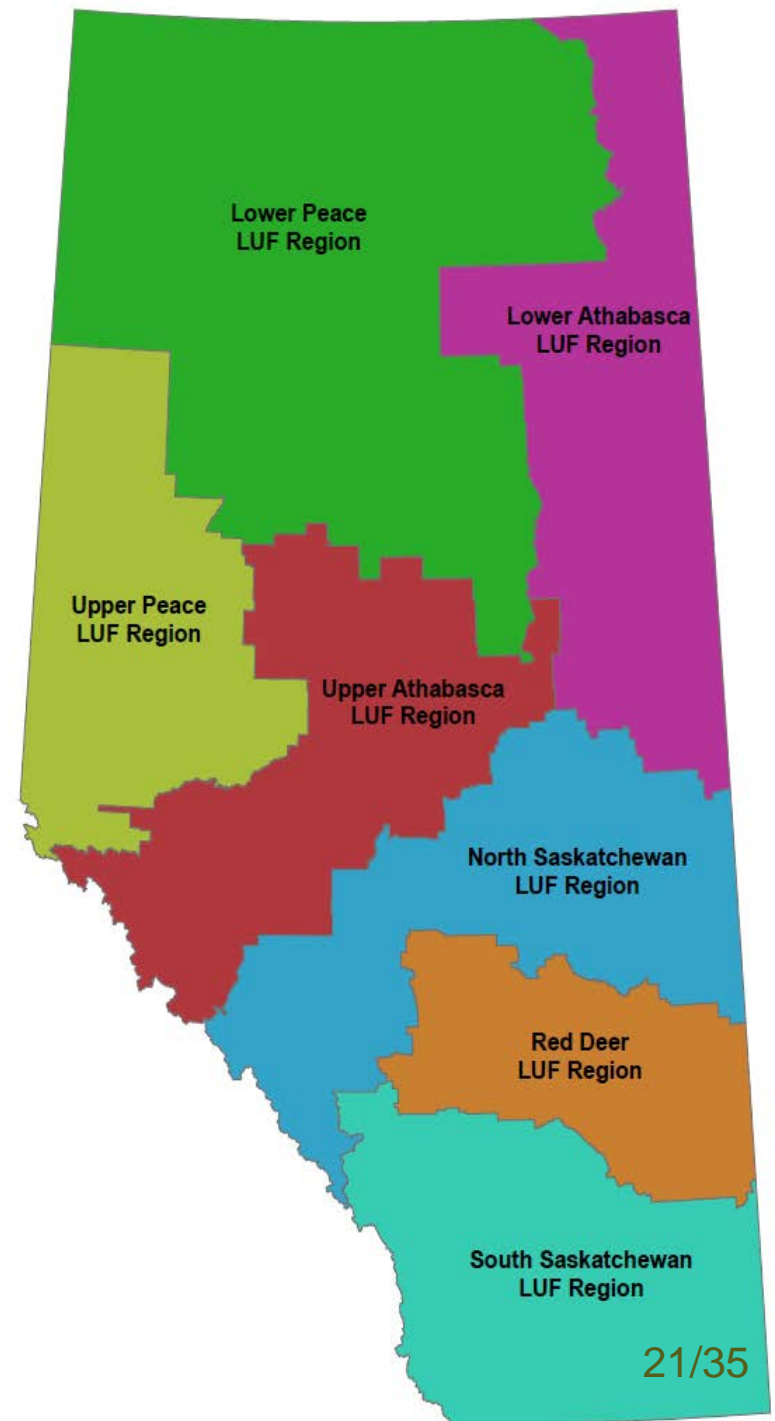 Lower Peace
LUF Region
Lower Athabasca
LUF Region
Upper Peace
LUF Region
Upper Athabasca
LUF Region
North Saskatchewan
LUF Region
Red Deer
LUF Region
South Saskatchewan
LUF Region
21/35